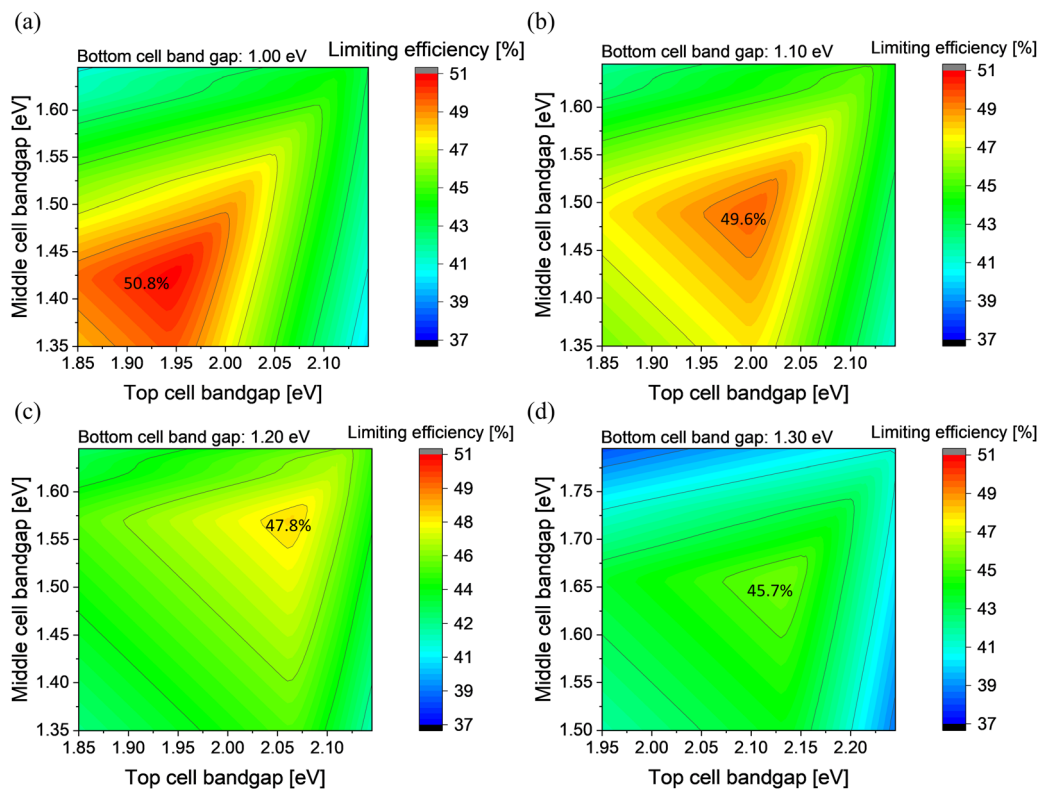 (a)
Bottom cell band gap: 1.00 eV
Limiting efficiency [%]
Middle cell bandgap [eV]
1.60
1.55
1.50
1.45
1.40
1.35
50.8%
1.85 1.90 1.95 2.00 2.05 2.10
Top cell bandgap [eV]
51
49
47
45
43
41
39
37
(b)
Bottom cell band gap: 1.10 eV
Limiting efficiency [%]
Middle cell bandgap [eV]
1.60
1.55
1.50
1.45
1.40
1.35
49.6%
1.85 1.90 1.95 2.00 2.05 2.10
Top cell bandgap [eV]
51
49
47
45
43
41
39
37
(c)
Bottom cell band gap: 1.20 eV
Limiting efficiency [%]
Middle cell bandgap [eV]
1.60
1.55
1.50
1.45
1.40
1.35
47.8%
1.85 1.90 1.95 2.00 2.05 2.10
Top cell bandgap [eV]
51
49
48
46
44
42
41
39
37
(d)
Bottom cell band gap: 1.30 eV
Limiting efficiency [%]
Middle cell bandgap [eV]
1.75
1.70
1.65
1.60
1.55
1.50
45.7%
1.95 2.00 2.05 2.10 2.15 2.20
Top cell bandgap [eV]
51
49
47
45
43
41
39
37